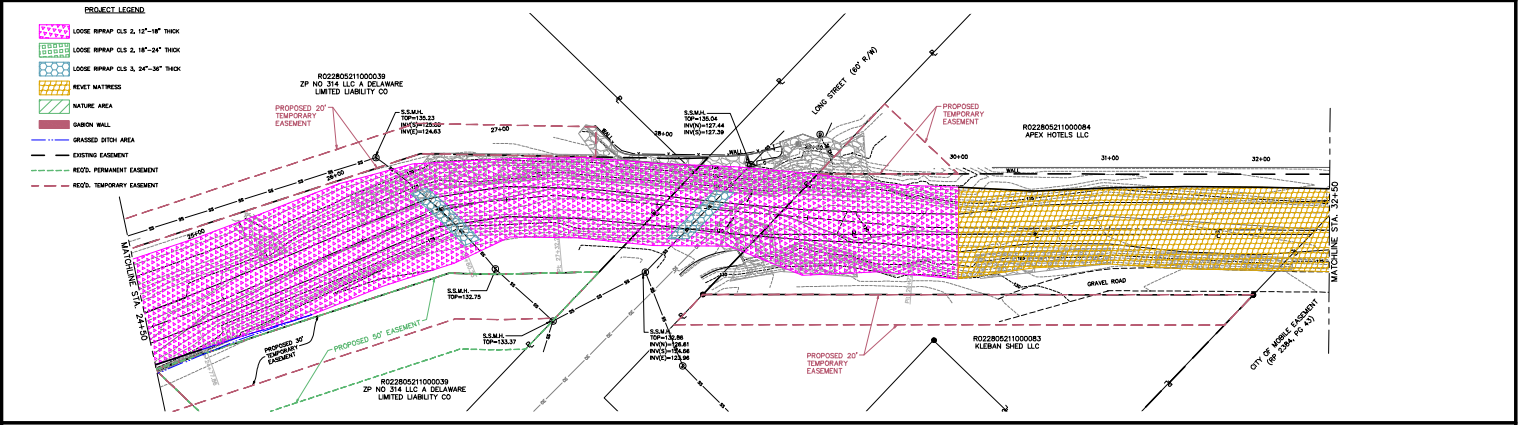 PROJECT LEGEND
LOOSE RIPRAP CLS 2, 12"-18" THICK
LOOSE RIPRAP CLS 2, 18"-24" THICK
LOOSE RIPRAP CLS 3, 24"-36" THICK
REVET MATTRESS
NATURE AREA
GABION WALL
GRASSED DITCH AREA
EXISTING EASEMENT
REQ'D. PERMANENT EASEMENT
REQ'D. TEMPORARY EASEMENT
R022805211000039
ZP NO 314 LLC A DELAWARE
LIMITED LIABILITY CO
PROPOSED 20'
TEMPORARY
EASEMENT
S.S.M.H.
TOP=135.23
INV(E)=124.63
27+00
WALL
28+00
S.S.M.H.
TOP=135.04
INV(N)=127.44
INV(S)=127.39
WALL
LONG STREET (60' R/W)
PROPOSED
TEMPORARY
EASEMENT
R022805211000084
APEX HOTELS LLC
30+00
31+00
32+00
WALL
25+00
26+00
MATCHLINE STA. 24+50
MATCHLINE STA. 32+50
S.S.M.H.
TOP=132.75
S.S.M.H.
TOP=133.37
S.S.M.H.
TOP=132.86
INV(N)=126.61
INV(E)=123.96
GRAVEL ROAD
PROPOSED 30'
TEMPORARY
EASEMENT
PROPOSED 50' EASEMENT
R022805211000039
ZP NO 314 LLC A DELAWARE
LIMITED LIABILITY CO
PROPOSED 20'
TEMPORARY
EASEMENT
R022805211000083
KLEBAN SHED LLC
CITY OF MOBILE EASEMENT
(RP 2384, PG 43)